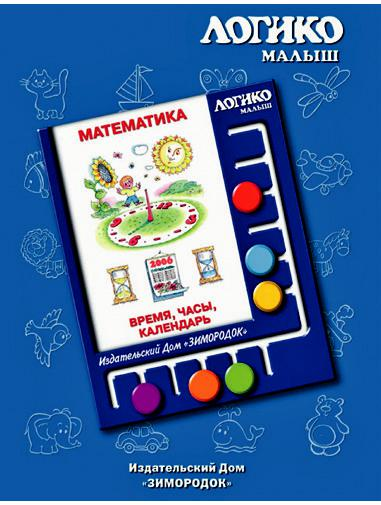 ЛОГИКО
МАЛЫШ
ЛОГИКО
МАЛЫШ
МАТЕМАТИКА
2006
ВРЕМЯ, ЧАСЫ,
КАЛЕНДАРЬ
Издательский Дом «ЗИМОРОДОК»
Издательский Дом
«ЗИМОРОДОК»